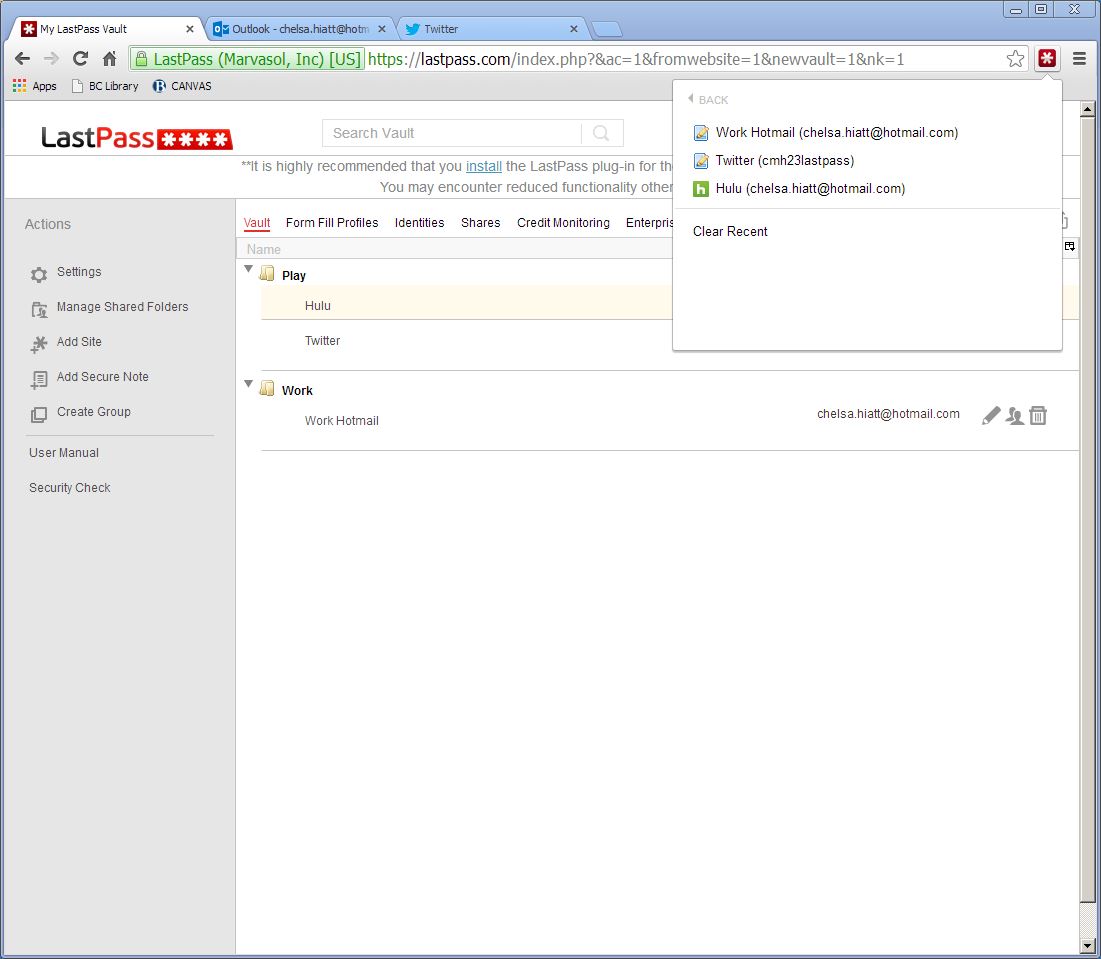 My LastPass Vault
Outlook - chelsa.hiatt@hotm
Twitter
LastPass (Marvasol, Inc) [US] https://lastpass.com/index.php?&ac=1&fromwebsite=1&newvault=1&nk=1
Apps
BC Library
CANVAS
BACK
Work Hotmail (chelsa.hiatt@hotmail.com)
Twitter (cmh23lastpass)
Hulu (chelsa.hiatt@hotmail.com)
Clear Recent
LastPass ****
Search Vault
**It is highly recommended that you install the LastPass plug-in for the
You may encounter reduced functionality other
Actions
Settings
Manage Shared Folders
Add Site
Add Secure Note
Create Group
User Manual
Security Check
Vault Form Fill Profiles Identities Shares Credit Monitoring Enterpris
Name
Play
Hulu
Twitter
Work
Work Hotmail chelsa.hiatt@hotmail.com